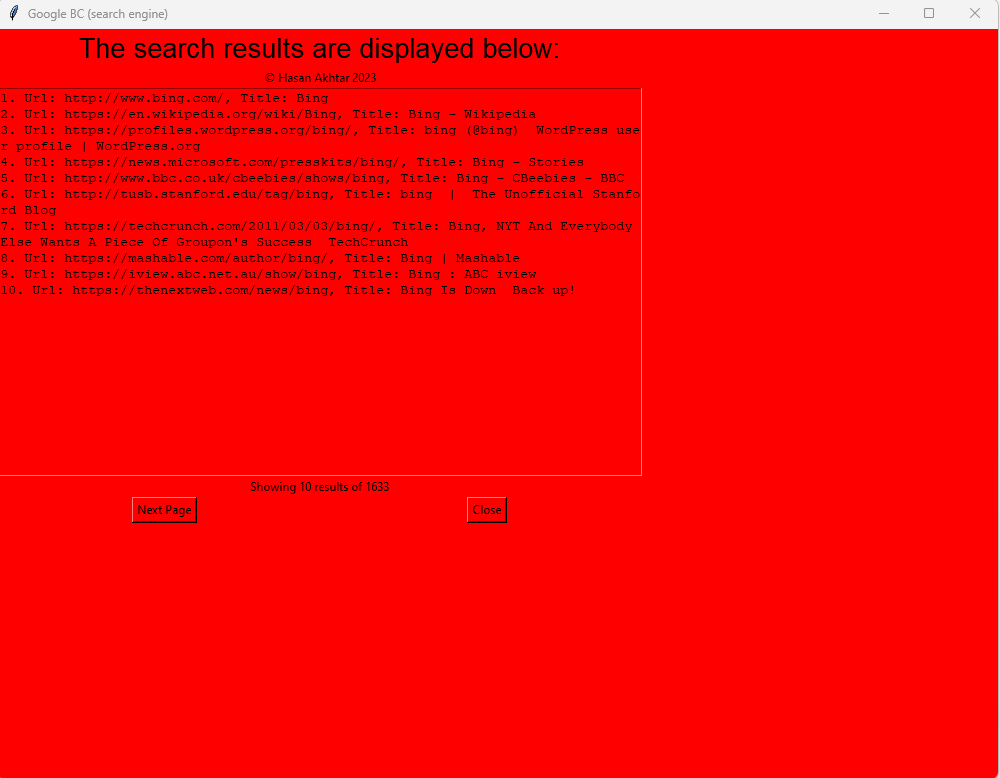 Google BC (search engine)
The search results are displayed below:
© Hasan Akhtar 2023
1. Url: http://www.bing.com/, Title: Bing
2. Url: https://en.wikipedia.org/wiki/Bing, Title: Bing - Wikipedia
3. Url: https://profiles.wordpress.org/bing/, Title: bing (@bing)  WordPress use
r profile | WordPress.org
4. Url: https://news.microsoft.com/presskits/bing/, Title: Bing - Stories
5. Url: http://www.bbc.co.uk/cbeebies/shows/bing, Title: Bing - CBeebies - BBC
6. Url: http://tusb.stanford.edu/tag/bing, Title: bing  |  The Unofficial Stanfo
rd Blog
7. Url: https://techcrunch.com/2011/03/03/bing/, Title: Bing, NYT And Everybody
Else Wants A Piece Of Groupon's Success  TechCrunch
8. Url: https://mashable.com/author/bing/, Title: Bing | Mashable
9. Url: https://iview.abc.net.au/show/bing, Title: Bing : ABC iview
10. Url: https://thenextweb.com/news/bing, Title: Bing Is Down  Back up!
Showing 10 results of 1633
Next Page Close